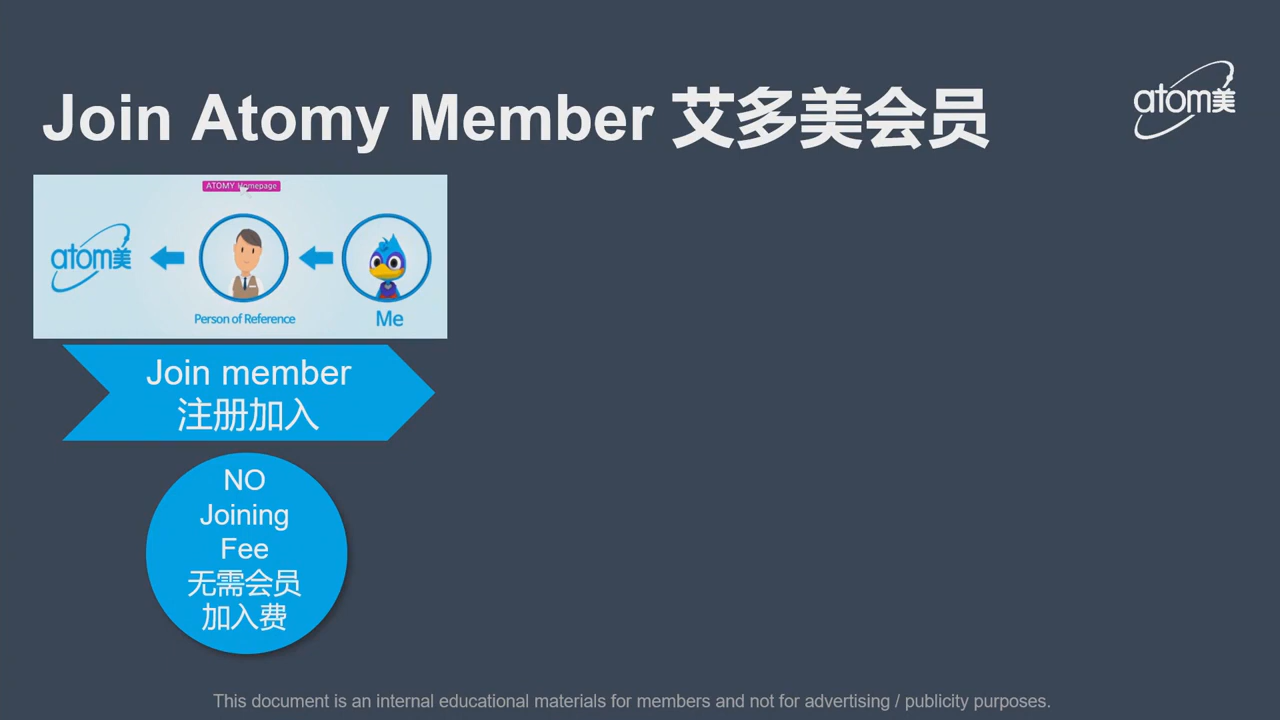 Join Atomy Member 艾多美会员
atom美
ATOMY Homepage
atom美
Person of Reference
Me
Join member
注册加入
NO
Joining
Fee
无需会员
加入费
This document is an internal educational materials for members and not for advertising / publicity purposes.